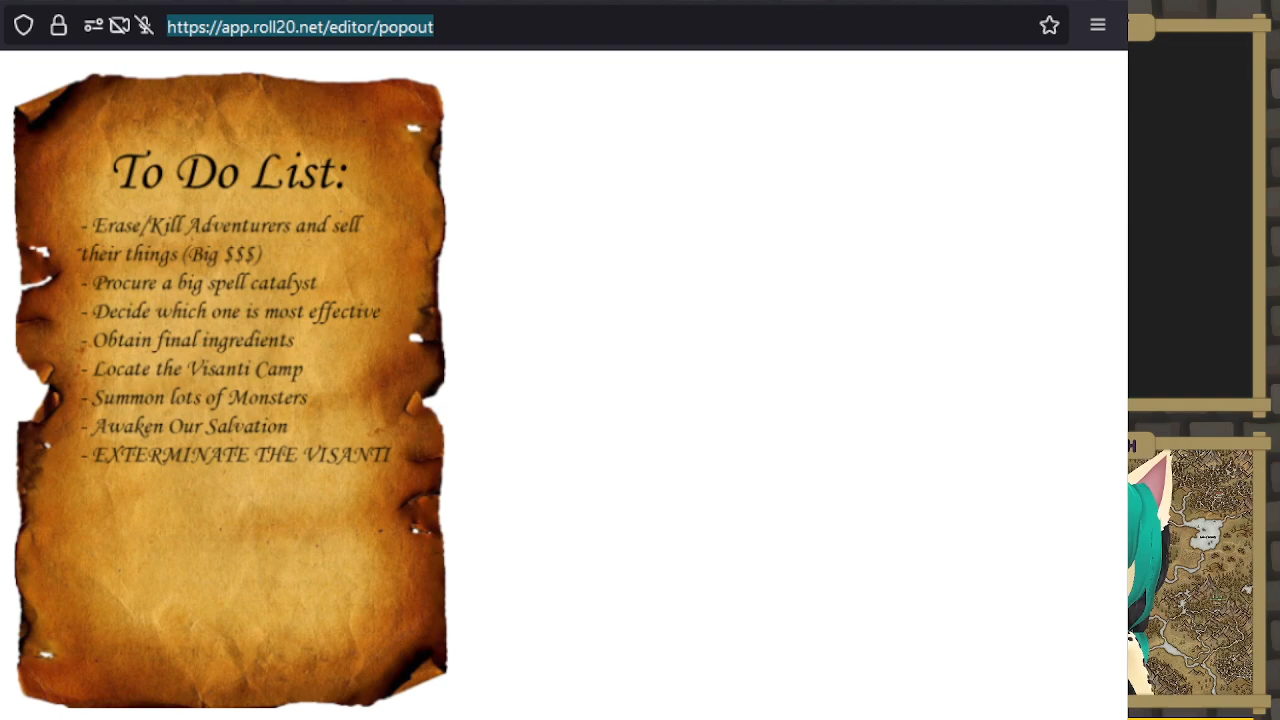 https://app.roll20.net/editor/popout
To Do List:
- Erase/Kill Adventurers and sell
their things (Big $$$)
- Procure a big spell catalyst
- Decide which one is most effective
- Obtain final ingredients
- Locate the Visanti Camp
- Summon lots of Monsters
- Awaken Our Salvation
- EXTERMINATE THE VISANTI
H